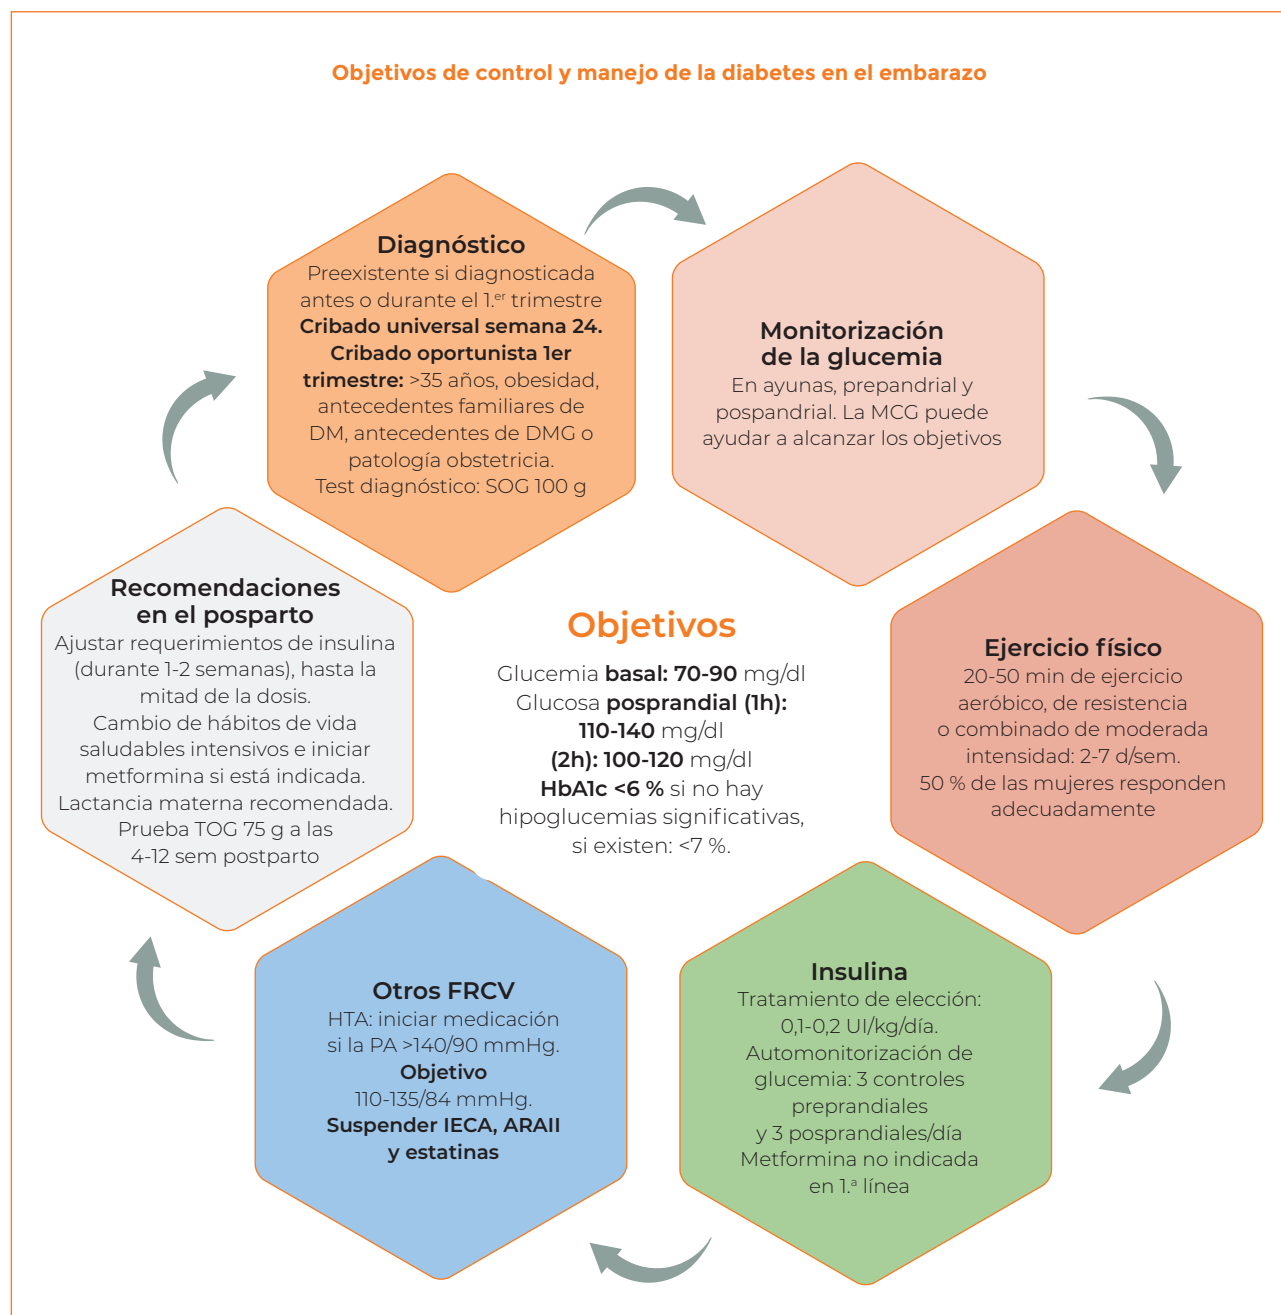 Objetivos de control y manejo de la diabetes en el embarazo
Diagnóstico
Preexistente si diagnosticada
antes o durante el 1.er trimestre
Cribado universal semana 24.
Cribado oportunista 1er
trimestre: >35 años, obesidad,
antecedentes familiares de
DM, antecedentes de DMG o
patología obstetricia.
Test diagnóstico: SOG 100 g
Monitorización
de la glucemia
En ayunas, prepandrial y
pospandrial. La MCG puede
ayudar a alcanzar los objetivos
Ejercicio físico
20-50 min de ejercicio
aeróbico, de resistencia
o combinado de moderada
intensidad: 2-7 d/sem.
50 % de las mujeres responden
adecuadamente
Insulina
Tratamiento de elección:
0,1-0,2 UI/kg/día.
Automonitorización de
glucemia: 3 controles
preprandiales
y 3 posprandiales/día
Metformina no indicada
en 1.ª línea
Otros FRCV
HTA: iniciar medicación
si la PA >140/90 mmHg.
Objetivo
110-135/84 mmHg.
Suspender IECA, ARAII
y estatinas
Recomendaciones
en el posparto
Ajustar requerimientos de insulina
(durante 1-2 semanas), hasta la
mitad de la dosis.
Cambio de hábitos de vida
saludables intensivos e iniciar
metformina si está indicada.
Lactancia materna recomendada.
Prueba TOG 75 g a las
4-12 sem postparto
Objetivos
Glucemia basal: 70-90 mg/dl
Glucosa posprandial (1h):
110-140 mg/dl
(2h): 100-120 mg/dl
HbA1c <6 % si no hay
hipoglucemias significativas,
si existen: <7 %.